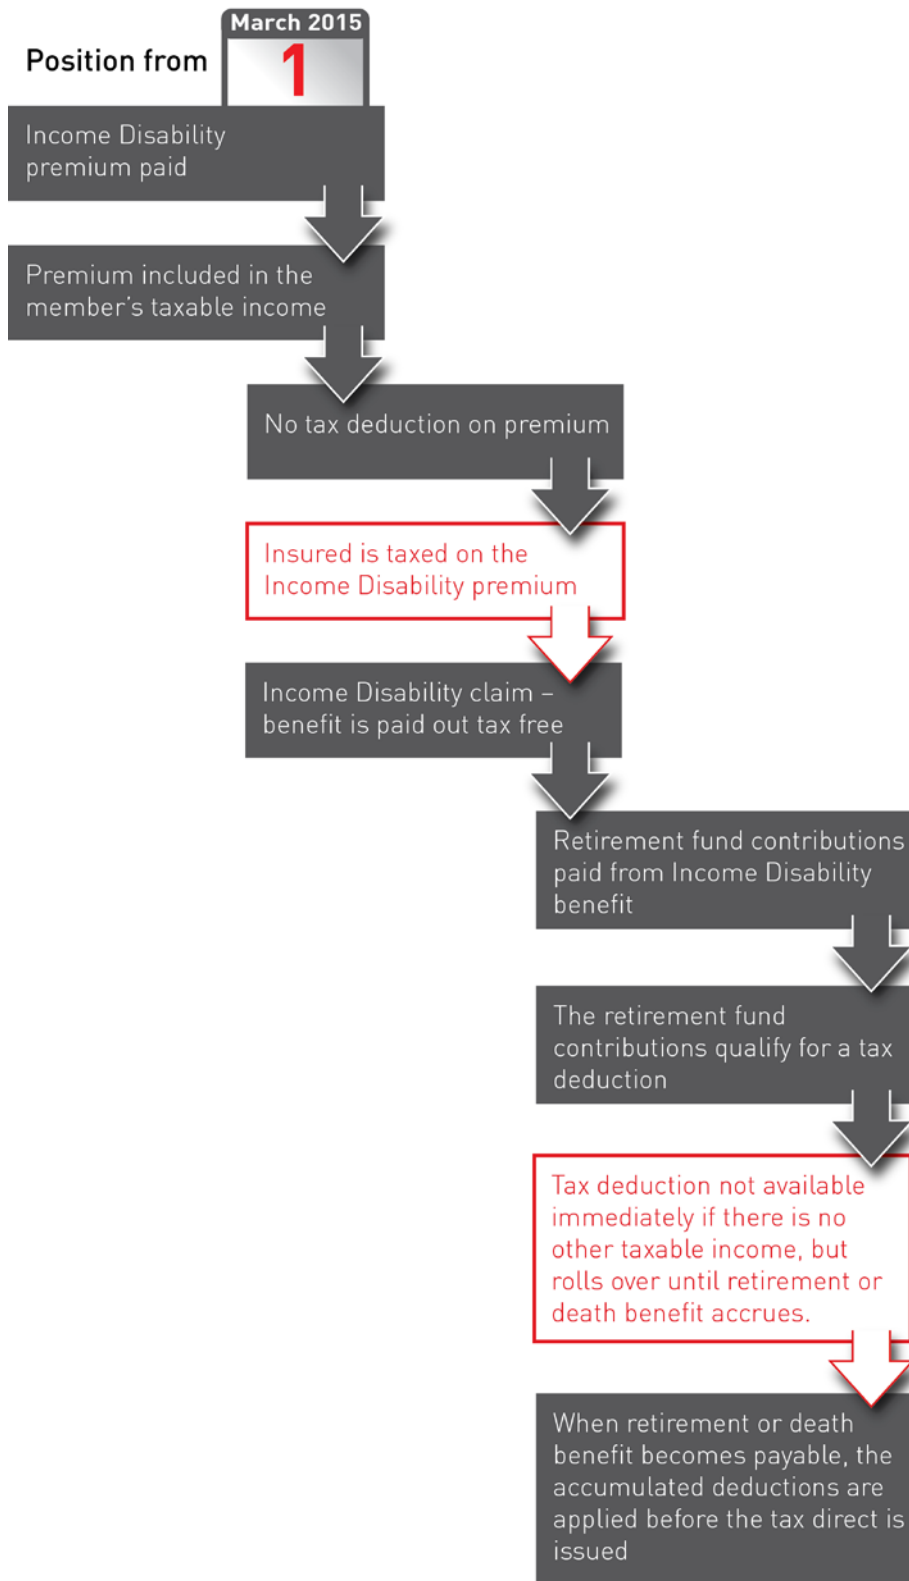 March 2015
Position from
1
Income Disability
premium paid
Premium included in the
member's taxable income
No tax deduction on premium
Insured is taxed on the
Income Disability premium
Income Disability claim –
benefit is paid out tax free
Retirement fund contributions
paid from Income Disability
benefit
The retirement fund
contributions qualify for a tax
deduction
Tax deduction not available
immediately if there is no
other taxable income, but
rolls over until retirement or
death benefit accrues.
When retirement or death
benefit becomes payable, the
accumulated deductions are
applied before the tax direct is
issued